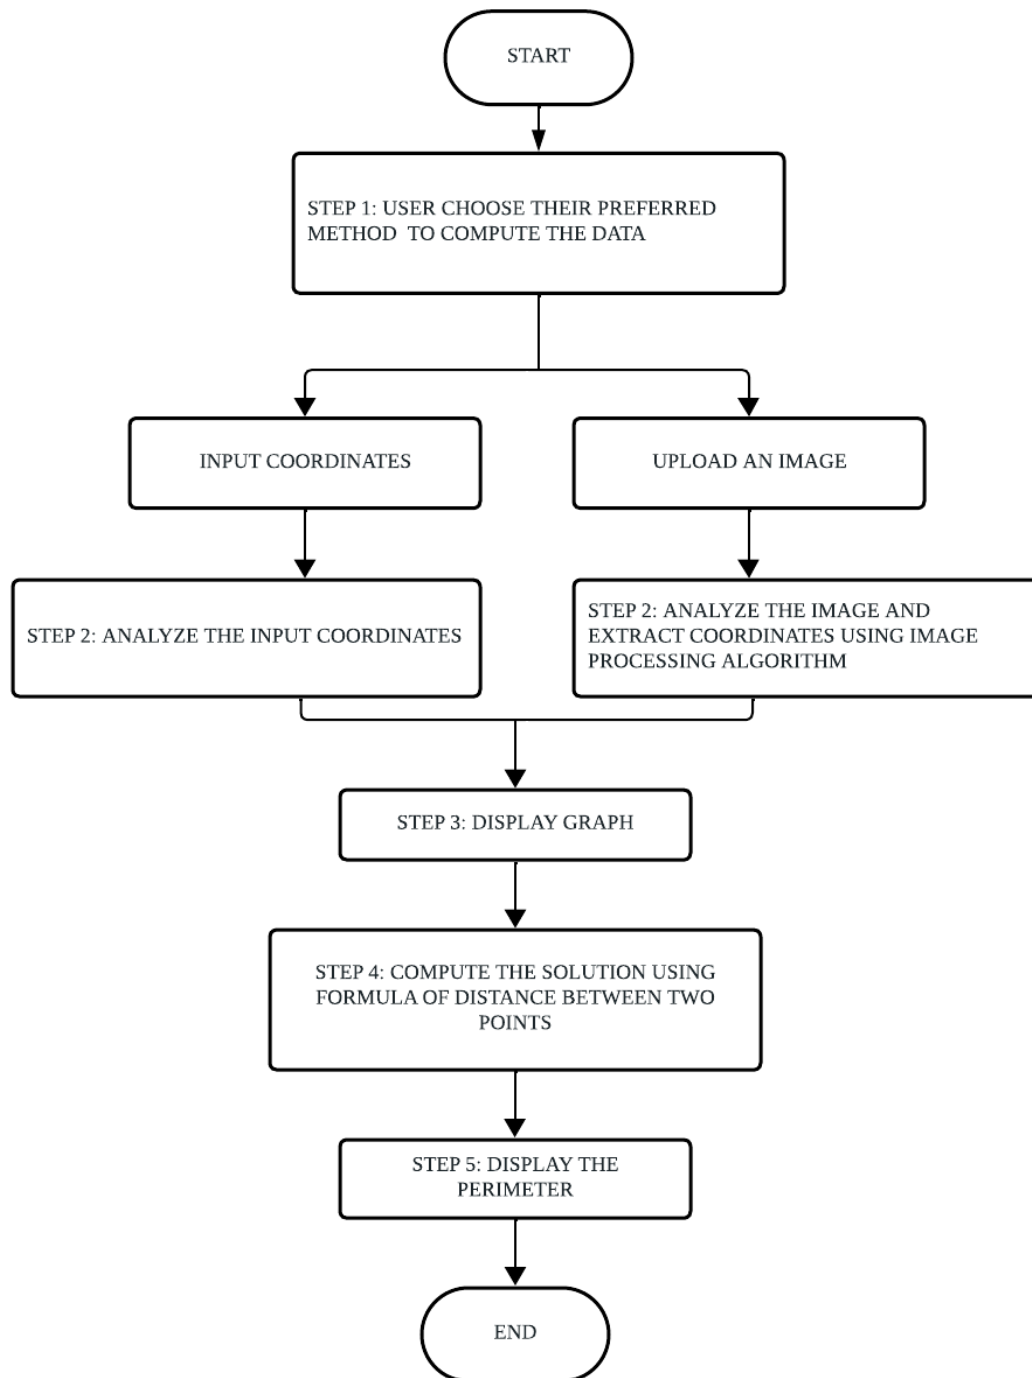 START
STEP 1: USER CHOOSE THEIR PREFERRED
METHOD TO COMPUTE THE DATA
INPUT COORDINATES
UPLOAD AN IMAGE
STEP 2: ANALYZE THE INPUT COORDINATES
STEP 2: ANALYZE THE IMAGE AND
EXTRACT COORDINATES USING IMAGE
PROCESSING ALGORITHM
STEP 3: DISPLAY GRAPH
STEP 4: COMPUTE THE SOLUTION USING
FORMULA OF DISTANCE BETWEEN TWO
POINTS
STEP 5: DISPLAY THE
PERIMETER
END